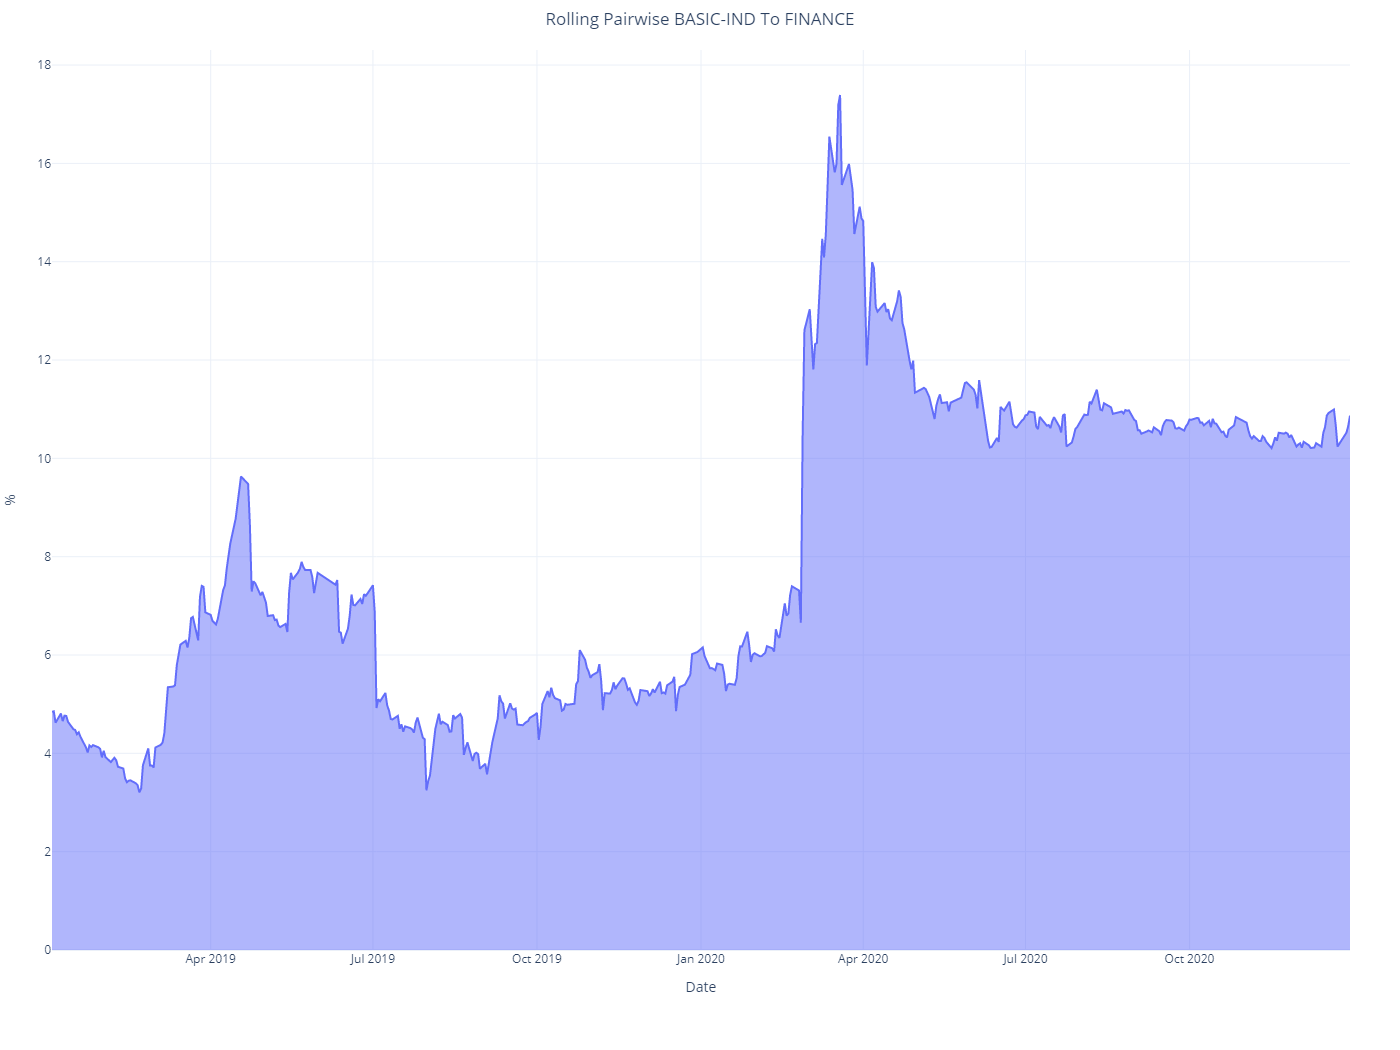 Rolling Pairwise BASIC-IND To FINANCE
18
16
14
12
10
8
6
4
2
0
%
Apr 2019
Jul 2019
Oct 2019
Jan 2020
Apr 2020
Jul 2020
Oct 2020
Date